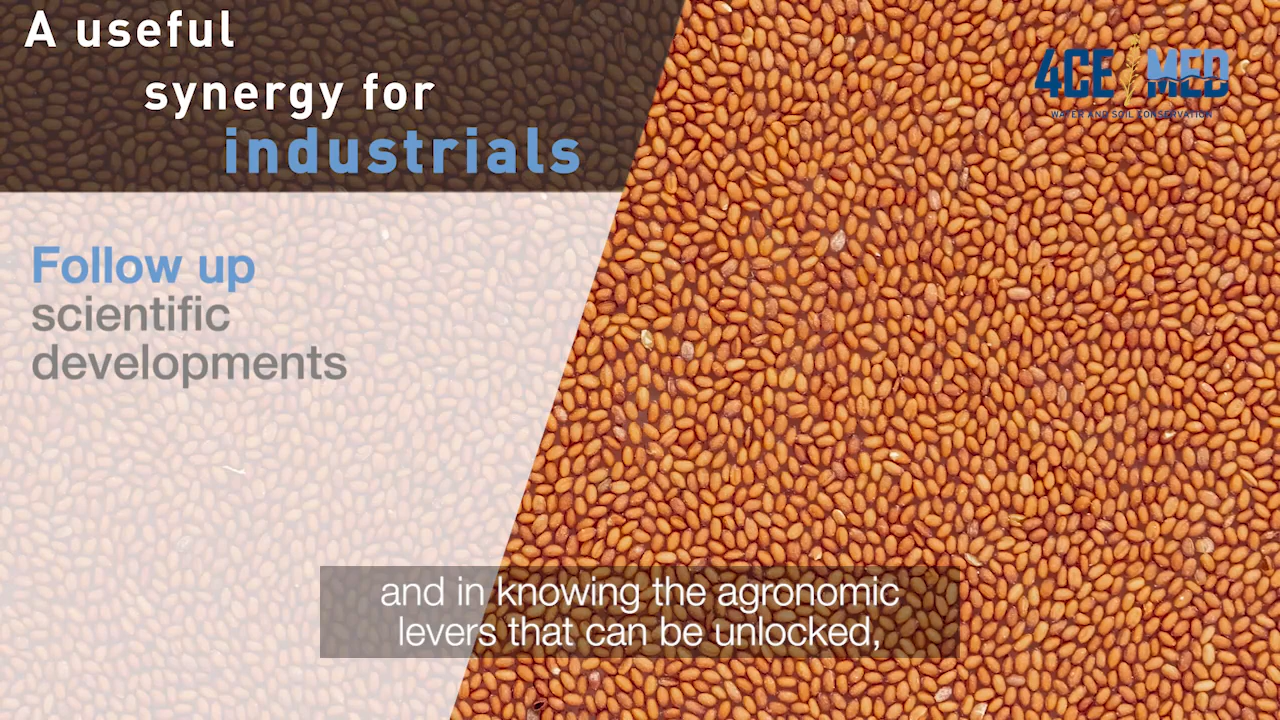 A useful
synergy for
industrials
4CE MED
WATER AND SOIL CONSERVATION
Follow up
scientific
developments
and in knowing the agronomic
levers that can be unlocked,